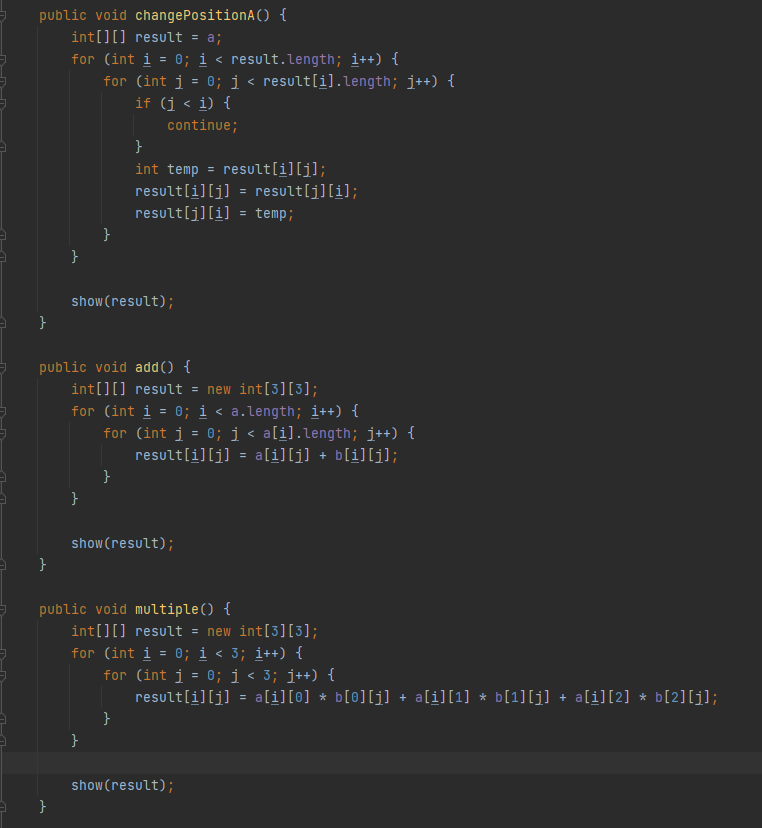 public void changePositionA() {
    int[][] result = a;
    for (int i = 0; i < result.length; i++) {
        for (int j = 0; j < result[i].length; j++) {
            if (j < i) {
                continue;
            }
            int temp = result[i][j];
            result[i][j] = result[j][i];
            result[j][i] = temp;
        }
    }

    show(result);
}

public void add() {
    int[][] result = new int[3][3];
    for (int i = 0; i < a.length; i++) {
        for (int j = 0; j < a[i].length; j++) {
            result[i][j] = a[i][j] + b[i][j];
        }
    }

    show(result);
}

public void multiple() {
    int[][] result = new int[3][3];
    for (int i = 0; i < 3; i++) {
        for (int j = 0; j < 3; j++) {
            result[i][j] = a[i][0] * b[0][j] + a[i][1] * b[1][j] + a[i][2] * b[2][j];
        }
    }

    show(result);
}